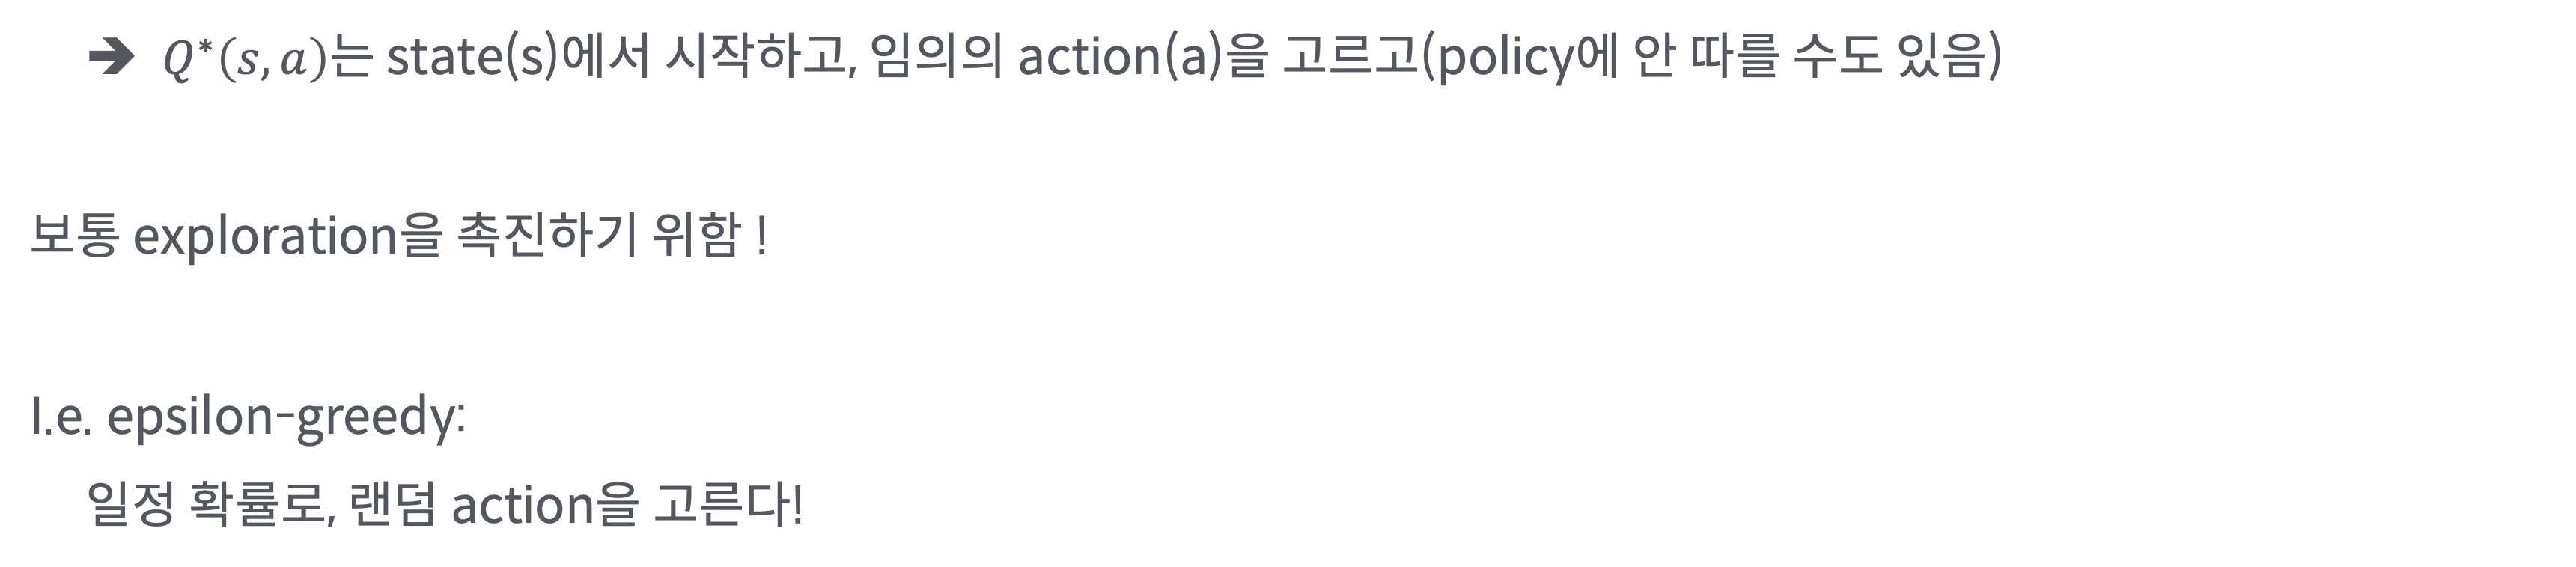 ➔ Q*(s, a)는 state(s)에서 시작하고, 임의의 action(a)을 고르고(policy에 안 따를 수도 있음)
보통 exploration을 촉진하기 위함 !
I.e. epsilon-greedy:
일정 확률로, 랜덤 action을 고른다!